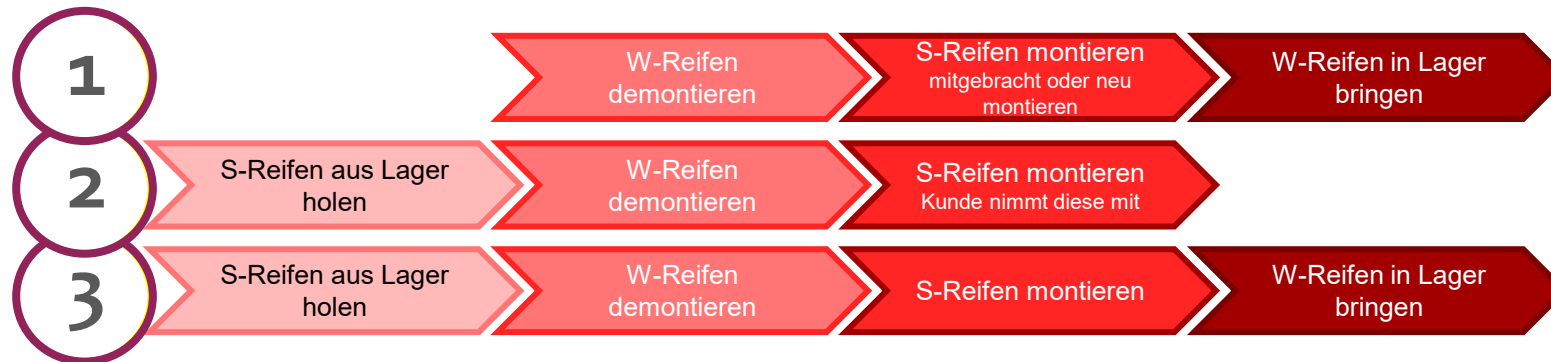 1
W-Reifen
demontieren
S-Reifen montieren
mitgebracht oder neu
montieren
W-Reifen in Lager
bringen
2
S-Reifen aus Lager
holen
W-Reifen
demontieren
S-Reifen montieren
Kunde nimmt diese mit
3
S-Reifen aus Lager
holen
W-Reifen
demontieren
S-Reifen montieren
W-Reifen in Lager
bringen